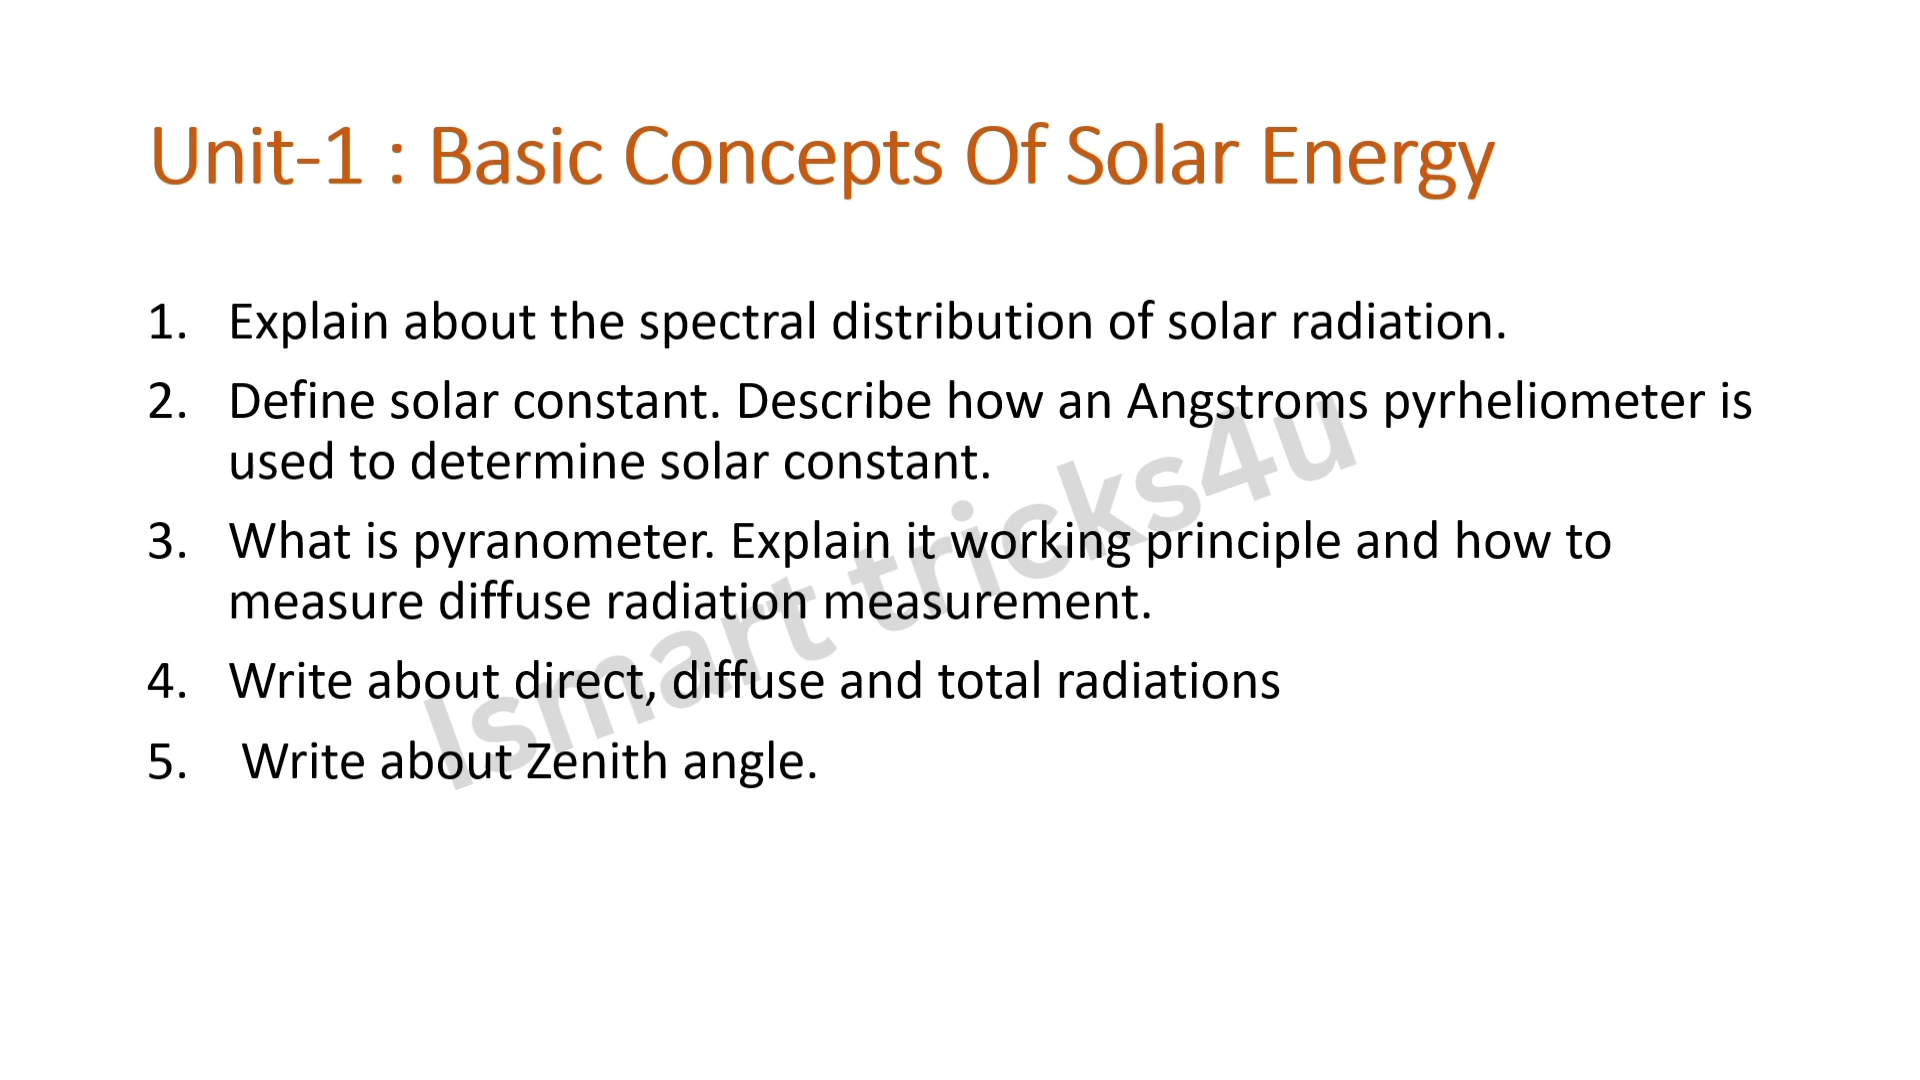 Unit-1 : Basic Concepts Of Solar Energy
1. Explain about the spectral distribution of solar radiation.
2. Define solar constant. Describe how an Angstroms pyrheliometer is
used to determine solar constant.
3. What is pyranometer. Explain it working principle and how to
measure diffuse radiation measurement.
4. Write about direct, diffuse and total radiations
5. Write about Zenith angle.
Ismart tricks4u